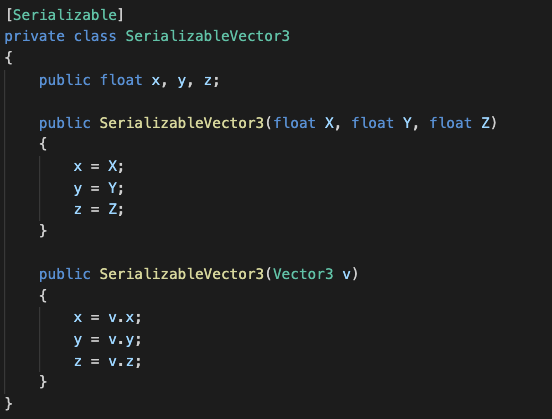 [Serializable]
private class SerializableVector3
{
    public float x, y, z;

    public SerializableVector3(float X, float Y, float Z)
    {
        x = X;
        y = Y;
        z = Z;
    }

    public SerializableVector3(Vector3 v)
    {
        x = v.x;
        y = v.y;
        z = v.z;
    }
}